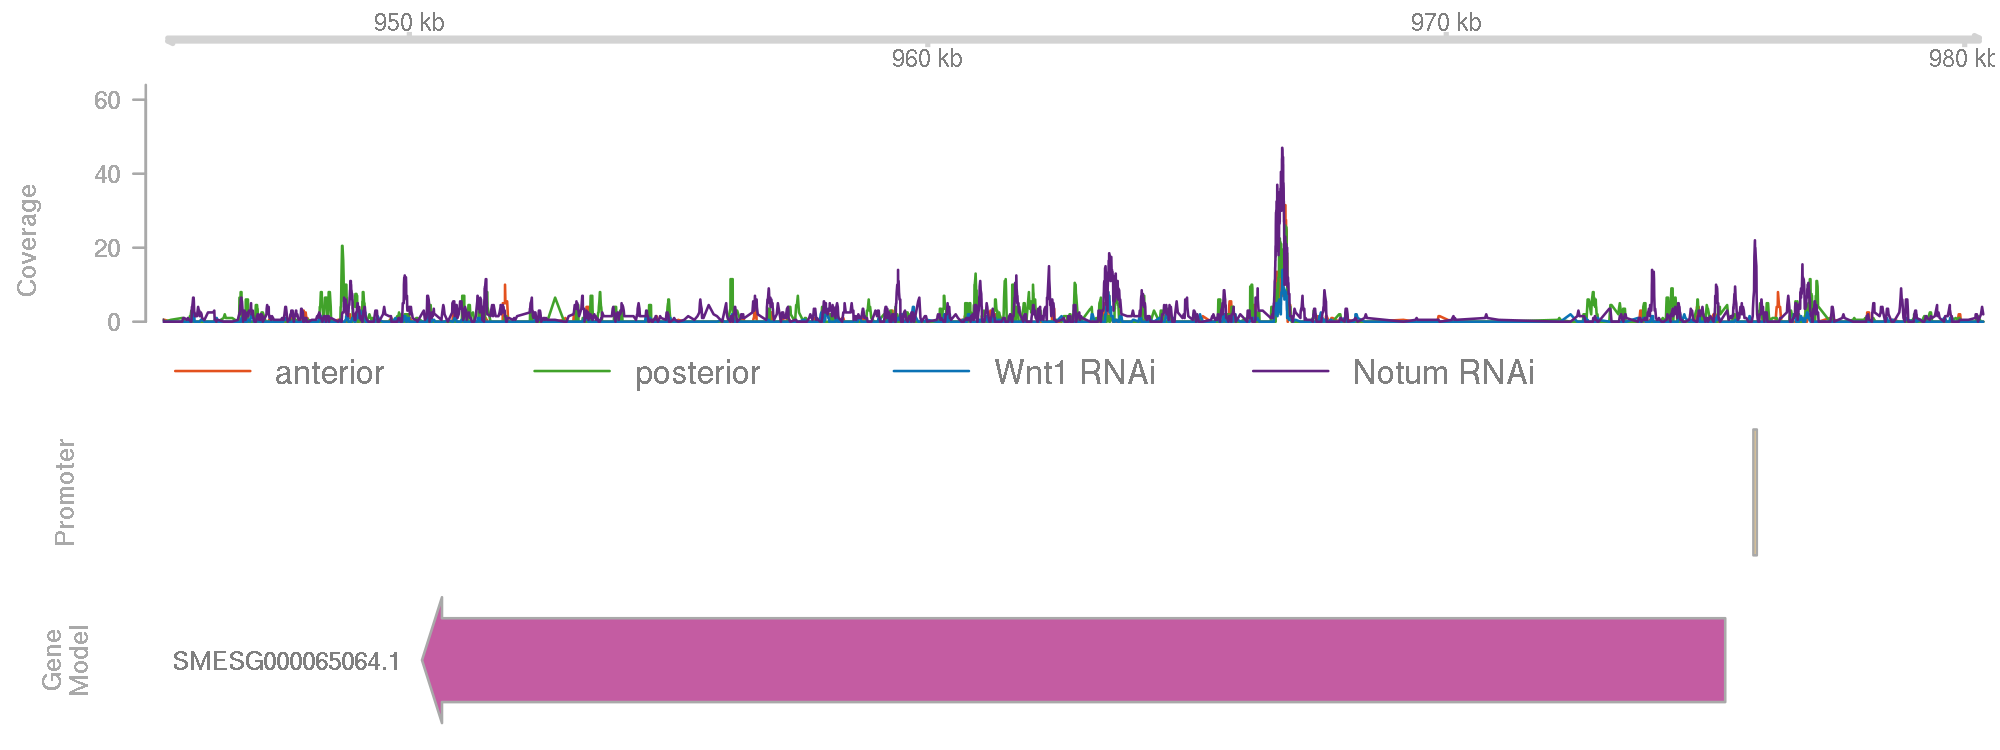 950 kb
970 kb
960 kb
980 kb
60
40
20
0
Coverage
anterior posterior Wnt1 RNAi Notum RNAi
Promoter
Gene
Model
SMESG000065064.1